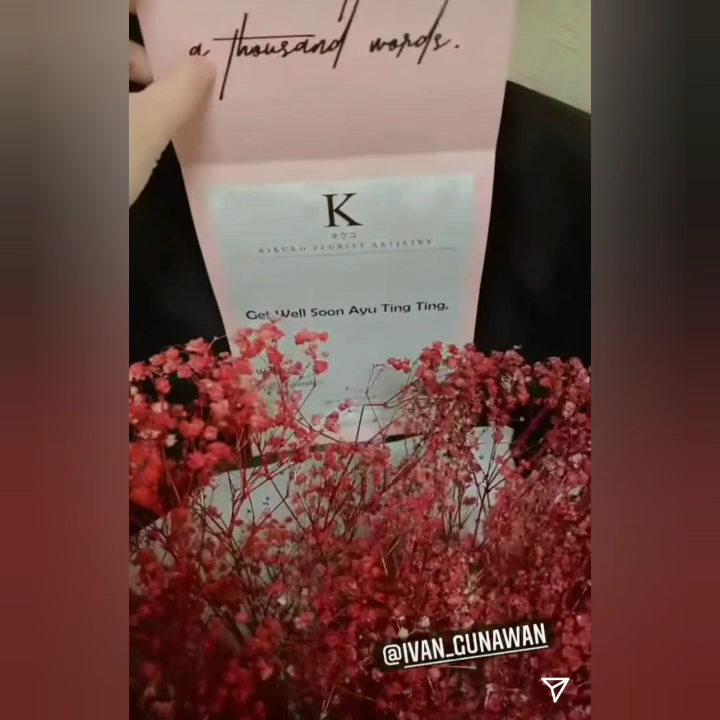 a thousand words.
K
キクコ
KIKUKO FLORIST ARTISTRY
Get Well Soon Ayu Ting Ting,
@IVAN_GUNAWAN